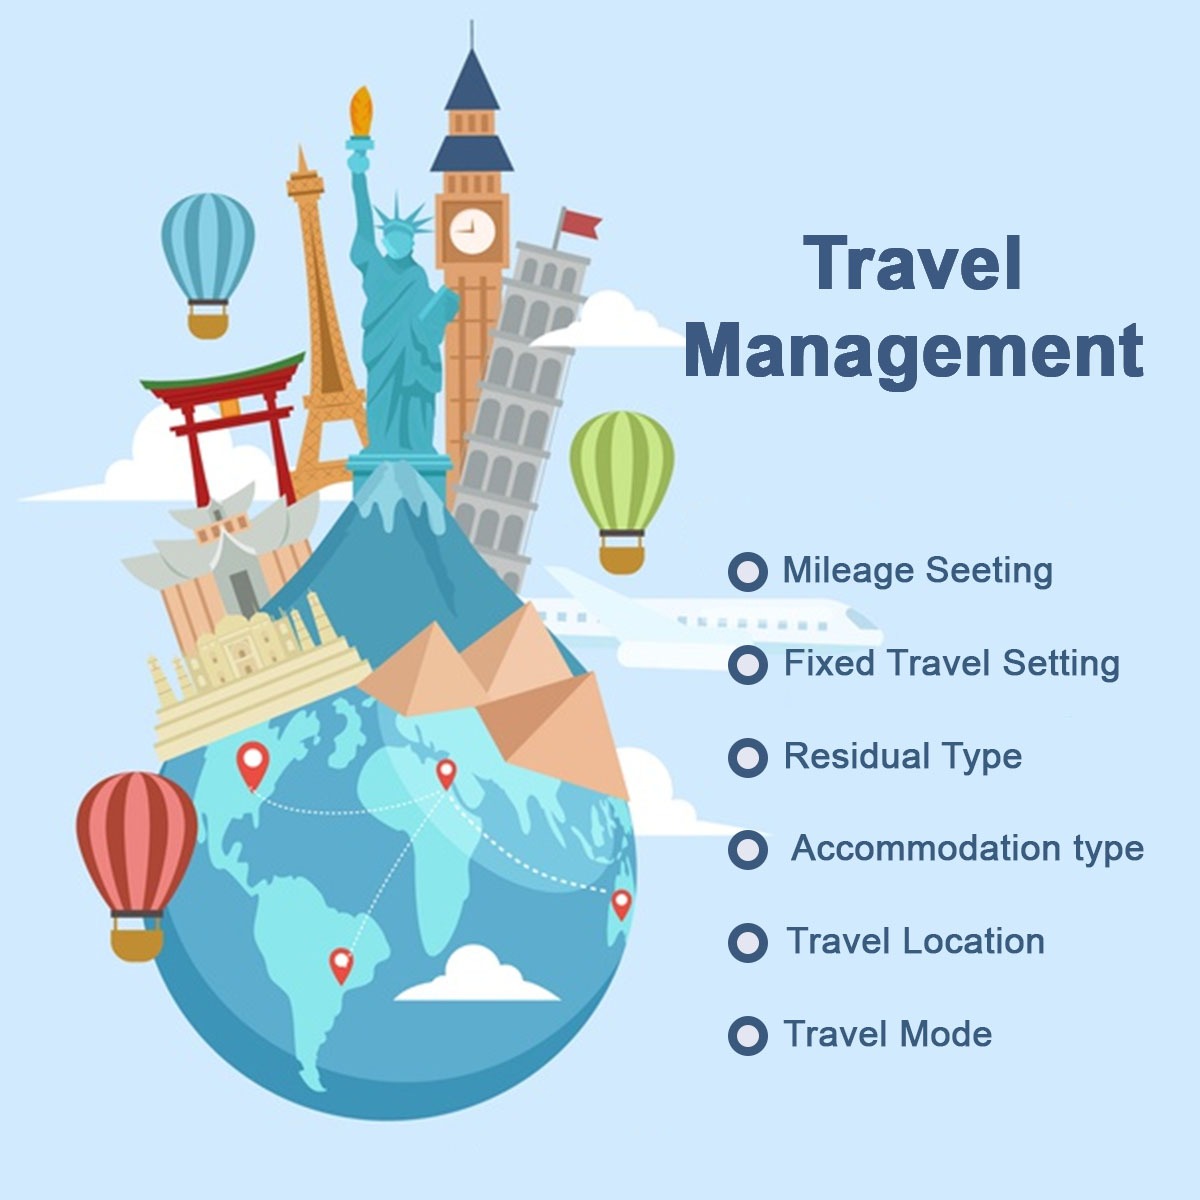 Travel
Management
Mileage Seeting
Fixed Travel Setting
Residual Type
Accommodation type
Travel Location
Travel Mode